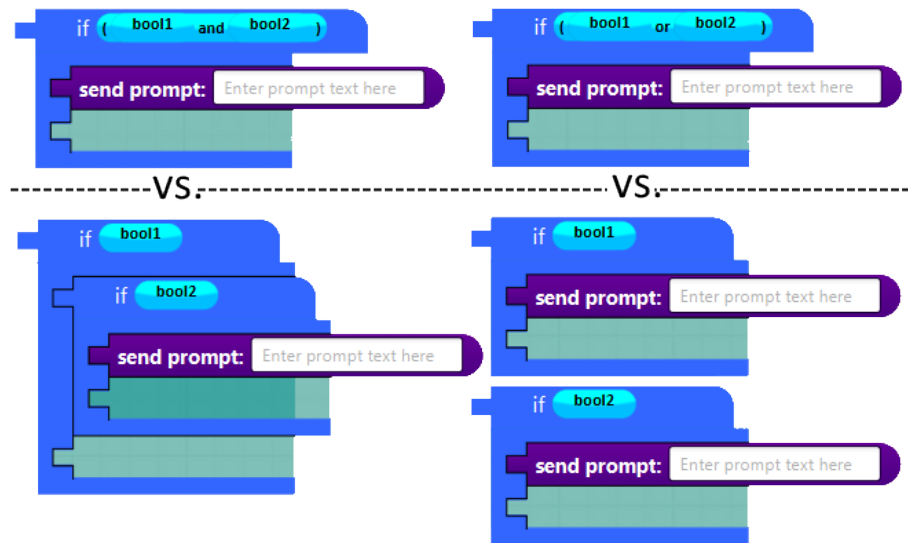 if ( bool1 and bool2 )
send prompt: Enter prompt text here
if ( bool1 or bool2 )
send prompt: Enter prompt text here
vs.
vs.
if bool1
if bool2
send prompt: Enter prompt text here
if bool1
send prompt: Enter prompt text here
if bool2
send prompt: Enter prompt text here